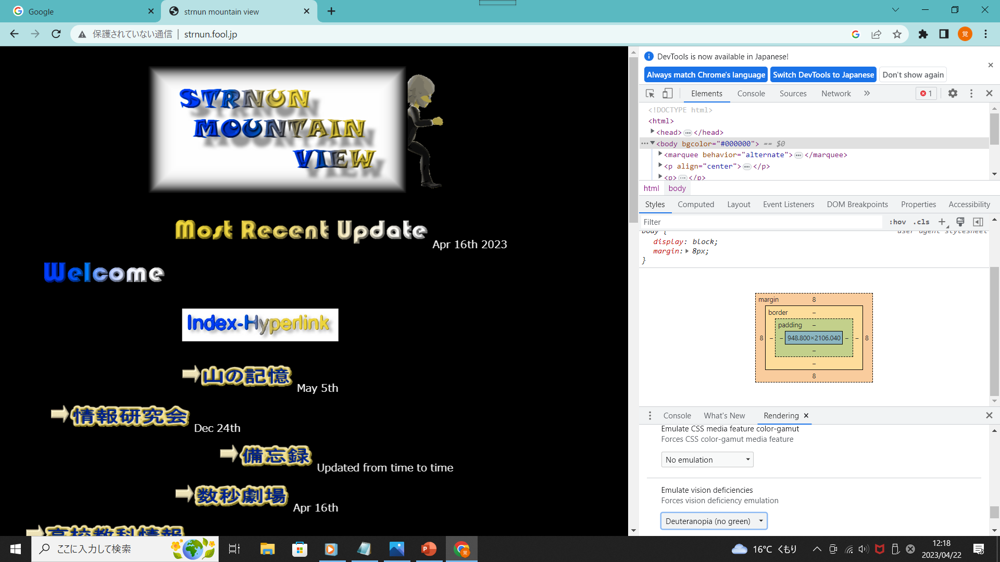 Google
strnun mountain view
保護されていない通信
strnun.fool.jp
覚
STRNUN
MOUNTAIN
VIEW
Most Recent Update
Apr 16th 2023
Welcome
Index-Hyperlink
山の記憶
May 5th
情報研究会
Dec 24th
備忘録
Updated from time to time
数秒劇場
Apr 16th
高校教科情報
DevTools is now available in Japanese!
Always match Chrome's language
Switch DevTools to Japanese
Don't show again
Elements
Console
Sources
Network
1
<!DOCTYPE html>
<html>
<head>…</head>
<body bgcolor="#000000"> == $0
<marquee behavior="alternate">…</marquee>
<p align="center">…</p>
<p>…</p>
html
body
Styles
Computed
Layout
Event Listeners
DOM Breakpoints
Properties
Accessibility
Filter
:hov
.cls
body {
user agent stylesheet
display: block;
margin: 8px;
}
margin
8
border
–
padding
–
8
–
–
948.800×2106.040
–
–
8
–
–
8
Console
What's New
Rendering
Emulate CSS media feature color-gamut
Forces CSS color-gamut media feature
No emulation
Emulate vision deficiencies
Forces vision deficiency emulation
Deuteranopia (no green)
ここに入力して検索
16°C くもり
12:18
2023/04/22